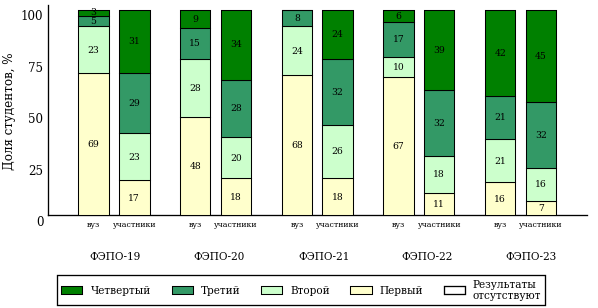 Доля студентов, %
100
75
50
25
0
3 5 23 69
31 29 23 17
9 15 28 48
34 28 20 18
8 24 68
24 32 26 18
6 17 10 67
39 32 18 11
42 21 21 16
45 32 16 7
вуз участники вуз участники вуз участники вуз участники вуз участники
ФЭПО-19 ФЭПО-20 ФЭПО-21 ФЭПО-22 ФЭПО-23
Четвертый Третий Второй Первый Результаты
отсутствуют